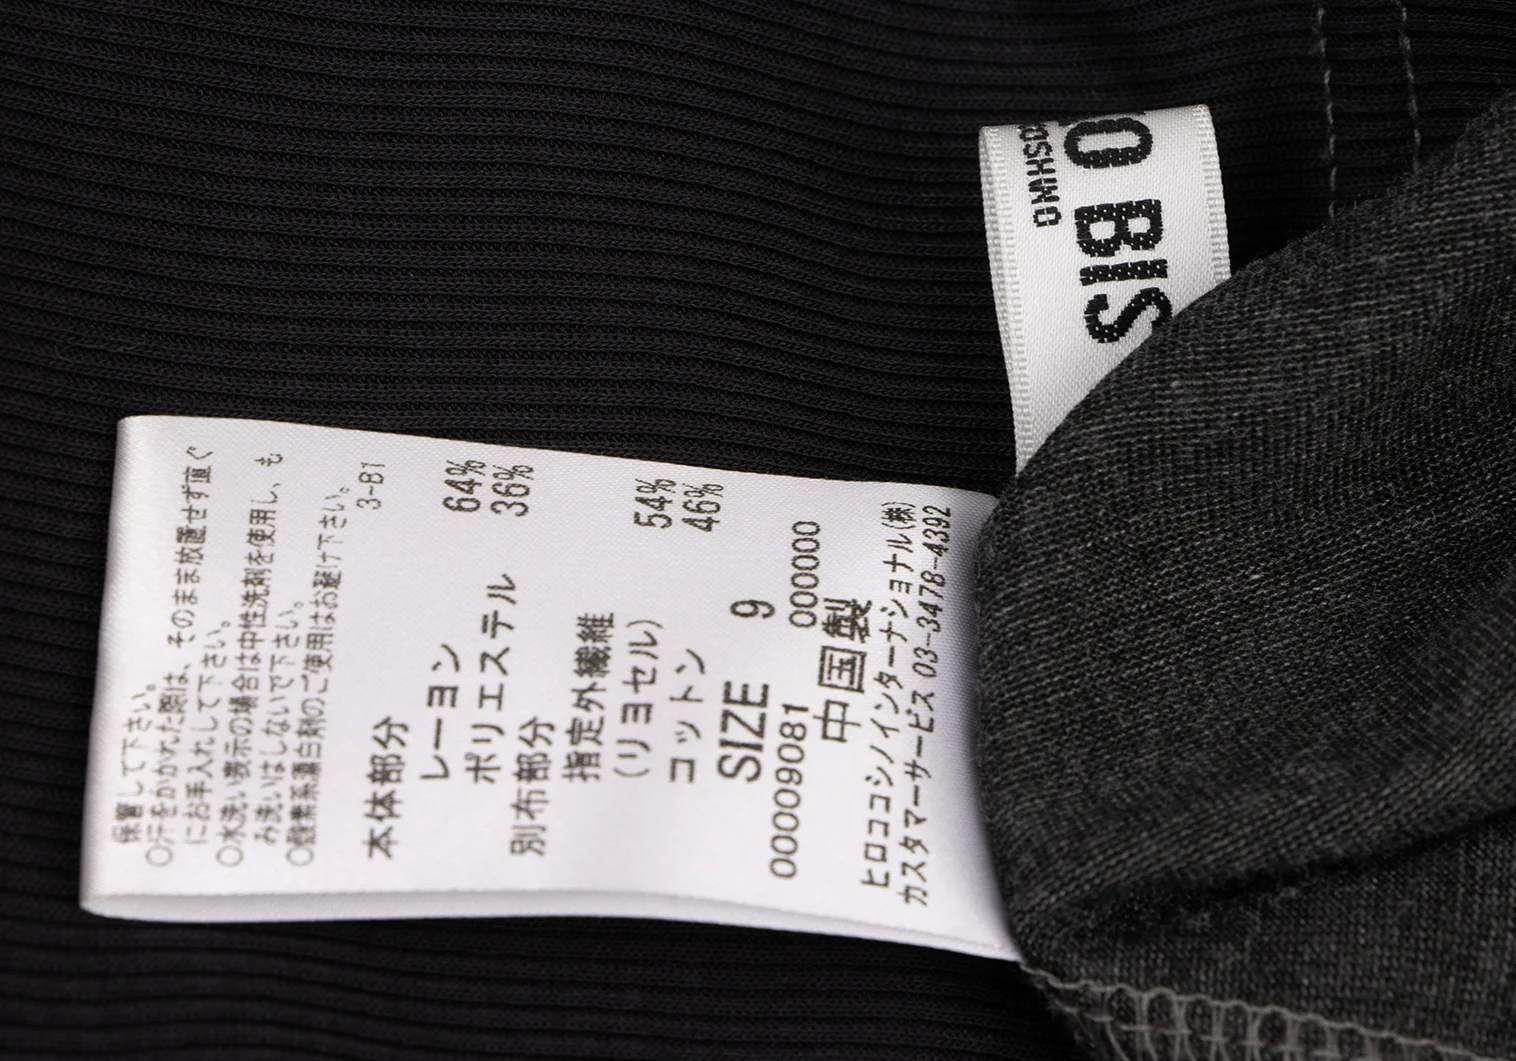 保管して下さい。
○汗をかかれた際は、そのまま放置せず直ぐ
にお手入れして下さい。
○水洗い表示の場合は中性洗剤を使用し、も
み洗いはしないで下さい。
○酸素系漂白剤のご使用はお避け下さい。
3-B1
本体部分
レーヨン 64%
ポリエステル 36%
別布部分
指定外繊維
(リヨセル) 54%
コットン 46%
SIZE 9
00009081 000000
中国製
ヒロココシノインターナショナル(株)
カスタマーサービス 03-3478-4392
O BIS